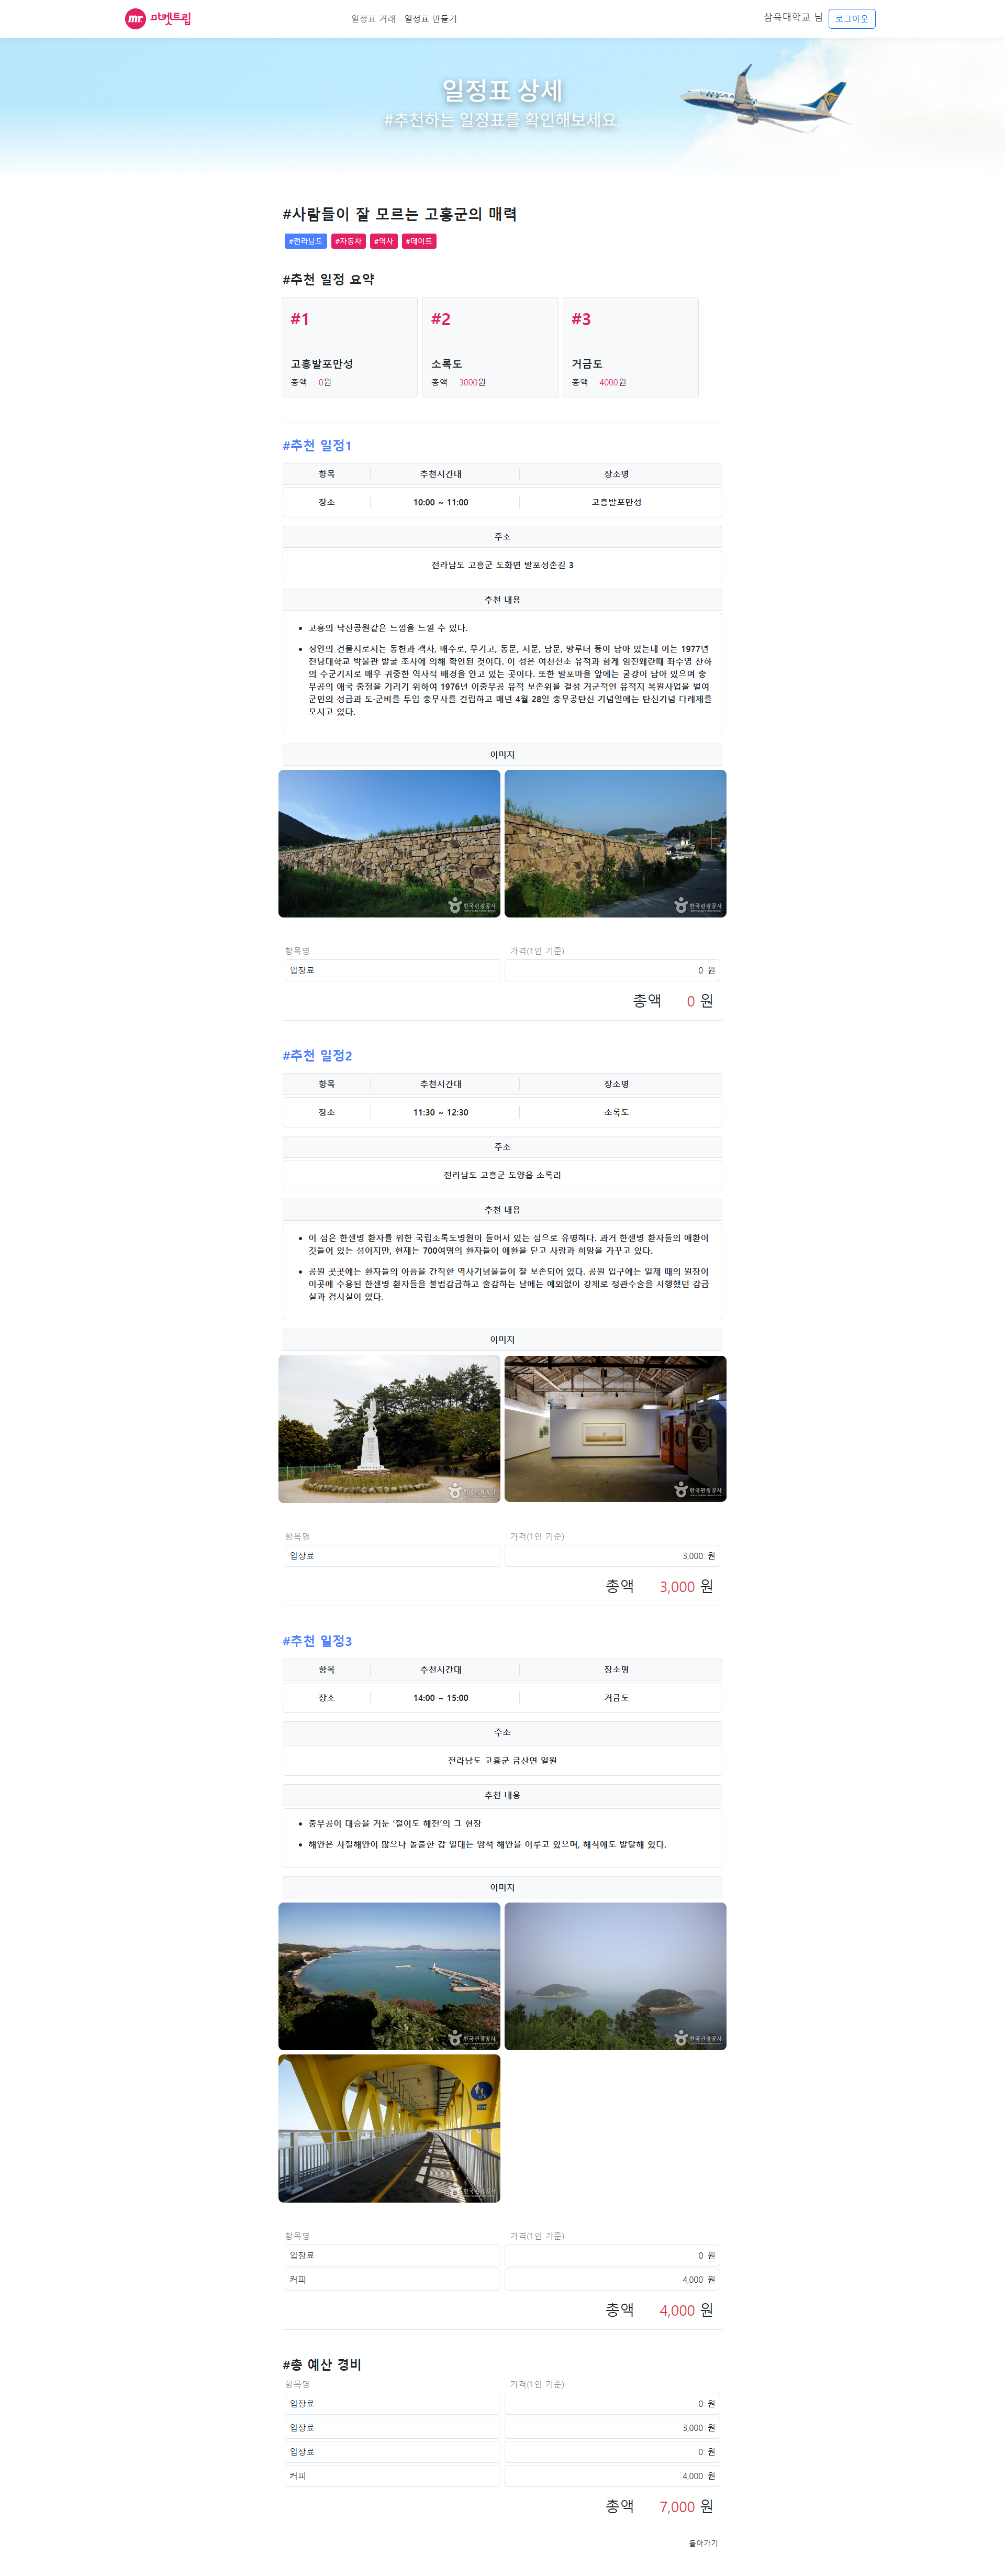 mr. 마켓트립
일정표 거래 일정표 만들기
삼육대학교 님 로그아웃
일정표 상세
#추천하는 일정표를 확인해보세요.
RYANAIR
#사람들이 잘 모르는 고흥군의 매력
#전라남도 #자동차 #역사 #데이트
#추천 일정 요약
#1 #2 #3
고흥발포만성 소록도 거금도
총액 0원 총액 3000원 총액 4000원
#추천 일정1
항목 추천시간대 장소명
장소 10:00 ~ 11:00 고흥발포만성
주소
전라남도 고흥군 도화면 발포성촌길 3
추천 내용
고흥의 낙산공원같은 느낌을 느낄 수 있다.
성안의 건물지로서는 동헌과 객사, 배수로, 무기고, 동문, 서문, 남문, 망루터 등이 남아 있는데 이는 1977년
전남대학교 박물관 발굴 조사에 의해 확인된 것이다. 이 성은 여천선소 유적과 함게 임진왜란때 좌수영 산하
의 수군기지로 매우 귀중한 역사적 배경을 안고 있는 곳이다. 또한 발포마을 앞에는 굴강이 남아 있으며 충
무공의 애국 충정을 기리기 위하여 1976년 이충무공 유적 보존위를 결성 거군적인 유적지 복원사업을 벌여
군민의 성금과 도·군비를 투입 충무사를 건립하고 매년 4월 28일 충무공탄신 기념일에는 탄신기념 다례제를
모시고 있다.
이미지
한국관광공사 한국관광공사
항목명 가격(1인 기준)
입장료 0 원
총액 0 원
#추천 일정2
항목 추천시간대 장소명
장소 11:30 ~ 12:30 소록도
주소
전라남도 고흥군 도양읍 소록리
추천 내용
이 섬은 한센병 환자를 위한 국립소록도병원이 들어서 있는 섬으로 유명하다. 과거 한센병 환자들의 애환이
깃들어 있는 섬이지만, 현재는 700여명의 환자들이 애환을 딛고 사랑과 희망을 가꾸고 있다.
공원 곳곳에는 환자들의 아픔을 간직한 역사기념물들이 잘 보존되어 있다. 공원 입구에는 일제 때의 원장이
이곳에 수용된 한센병 환자들을 불법감금하고 출감하는 날에는 예외없이 강제로 정관수술을 시행했던 감금
실과 검시실이 있다.
이미지
한국관광공사 한국관광공사
항목명 가격(1인 기준)
입장료 3,000 원
총액 3,000 원
#추천 일정3
항목 추천시간대 장소명
장소 14:00 ~ 15:00 거금도
주소
전라남도 고흥군 금산면 일원
추천 내용
충무공이 대승을 거둔 '절이도 해전'의 그 현장
해안은 사질해안이 많으나 돌출한 갑 일대는 암석 해안을 이루고 있으며, 해식애도 발달해 있다.
이미지
한국관광공사 한국관광공사
한국관광공사
항목명 가격(1인 기준)
입장료 0 원
커피 4,000 원
총액 4,000 원
#총 예산 경비
항목명 가격(1인 기준)
입장료 0 원
입장료 3,000 원
입장료 0 원
커피 4,000 원
총액 7,000 원
돌아가기